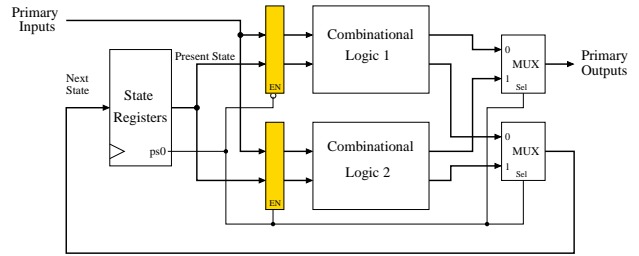 Primary
Inputs
Next
State
State
Registers
ps0
Present State
EN
EN
Combinational
Logic 1
Combinational
Logic 2
0
1
MUX
Sel
0
1
MUX
Sel
Primary
Outputs